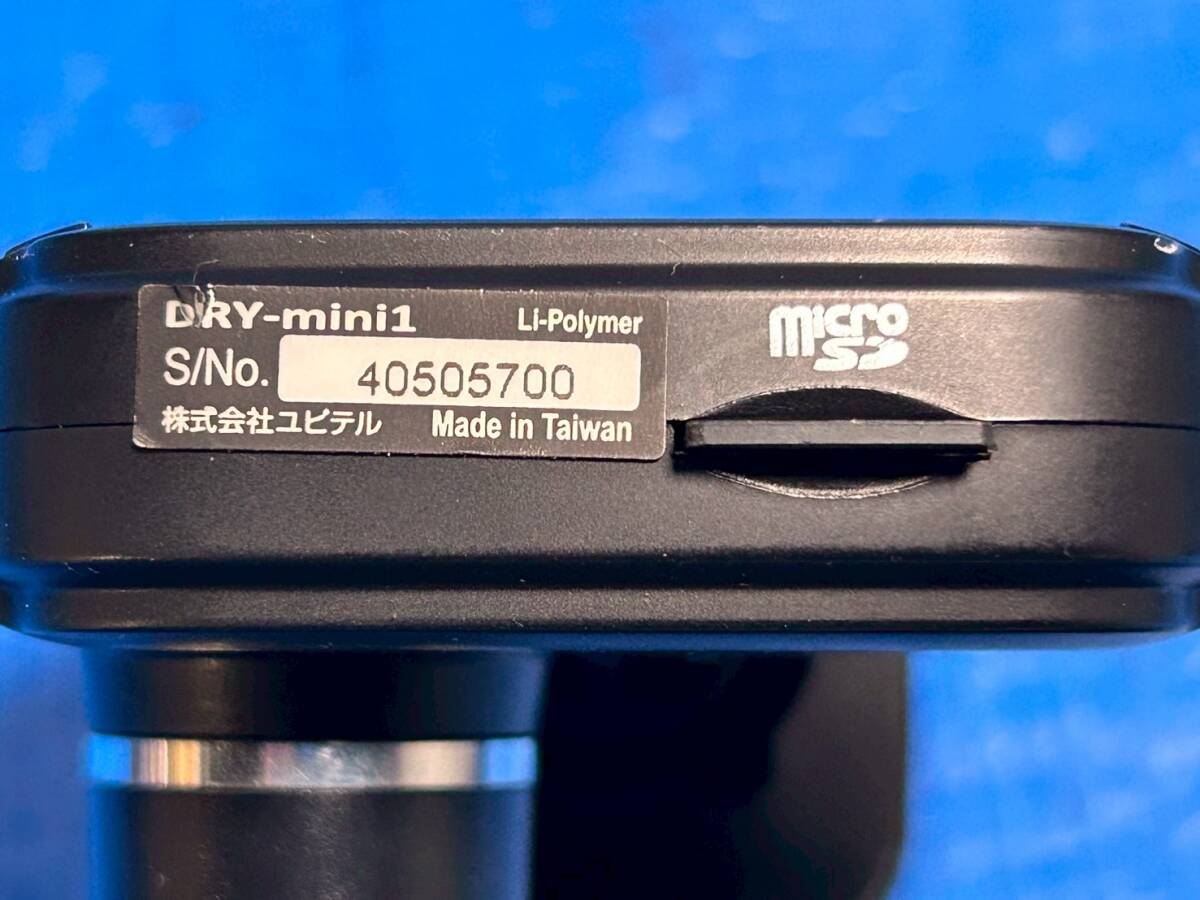 DRY-mini1 Li-Polymer
S/No. 40505700
株式会社ユピテル Made in Taiwan
micro
SD